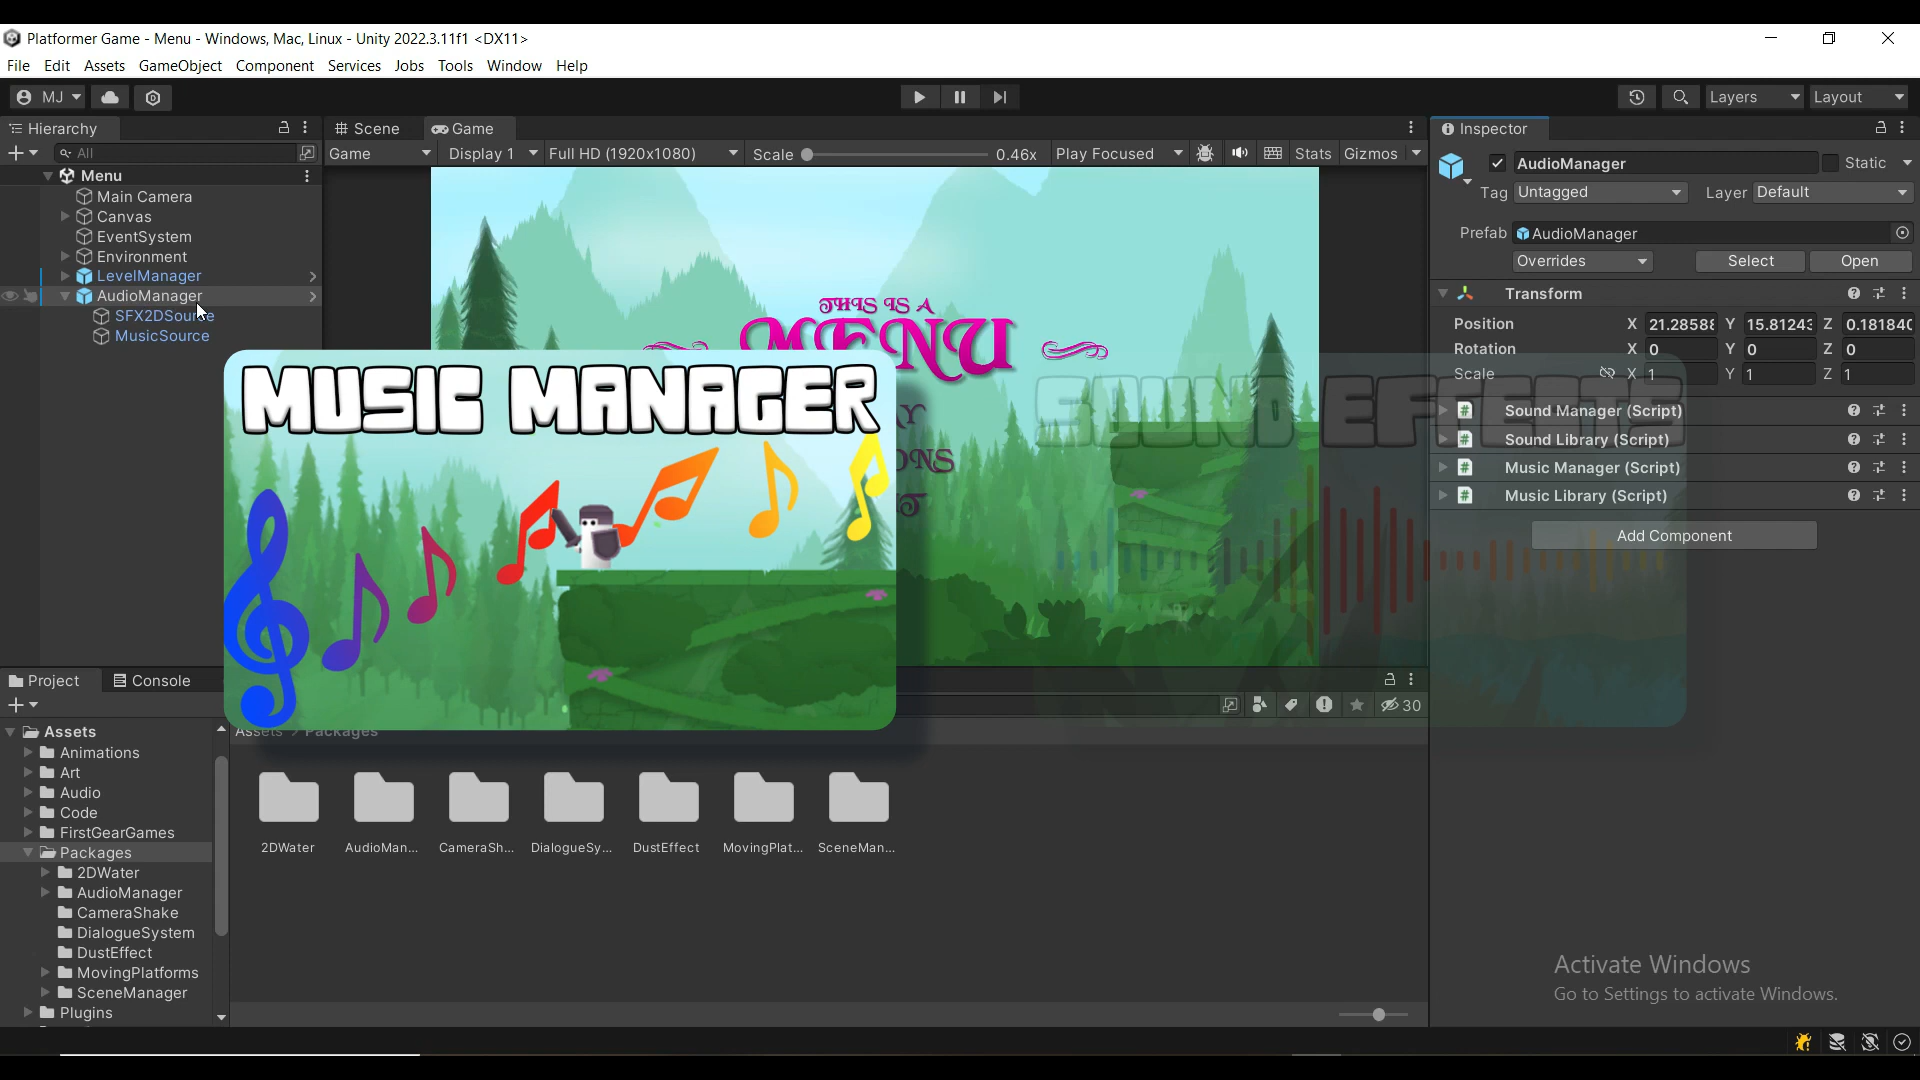 Platformer Game - Menu - Windows, Mac, Linux - Unity 2022.3.11f1 <DX11>
File Edit Assets GameObject Component Services Jobs Tools Window Help
MJ
Layers
Layout
Hierarchy
Scene
Game
Inspector
All
Game
Display 1
Full HD (1920x1080)
Scale
0.46x
Play Focused
Stats
Gizmos
Menu
Main Camera
Canvas
EventSystem
Environment
LevelManager
AudioManager
SFX2DSource
MusicSource
AudioManager
Static
Tag Untagged
Layer Default
Prefab AudioManager
Overrides
Select
Open
Transform
Position X 21.28588 Y 15.81243 Z 0.181840
Rotation X 0 Y 0 Z 0
Scale X 1 Y 1 Z 1
Sound Manager (Script)
Sound Library (Script)
Music Manager (Script)
Music Library (Script)
Add Component
THIS IS A
MENU
MUSIC MANAGER
SOUND EFFECTS
Project
Console
30
Assets > Packages
Assets
Animations
Art
Audio
Code
FirstGearGames
Packages
2DWater
AudioManager
CameraShake
DialogueSystem
DustEffect
MovingPlatforms
SceneManager
Plugins
2DWater
AudioMan...
CameraSh...
DialogueSy...
DustEffect
MovingPlat...
SceneMan...
Activate Windows
Go to Settings to activate Windows.